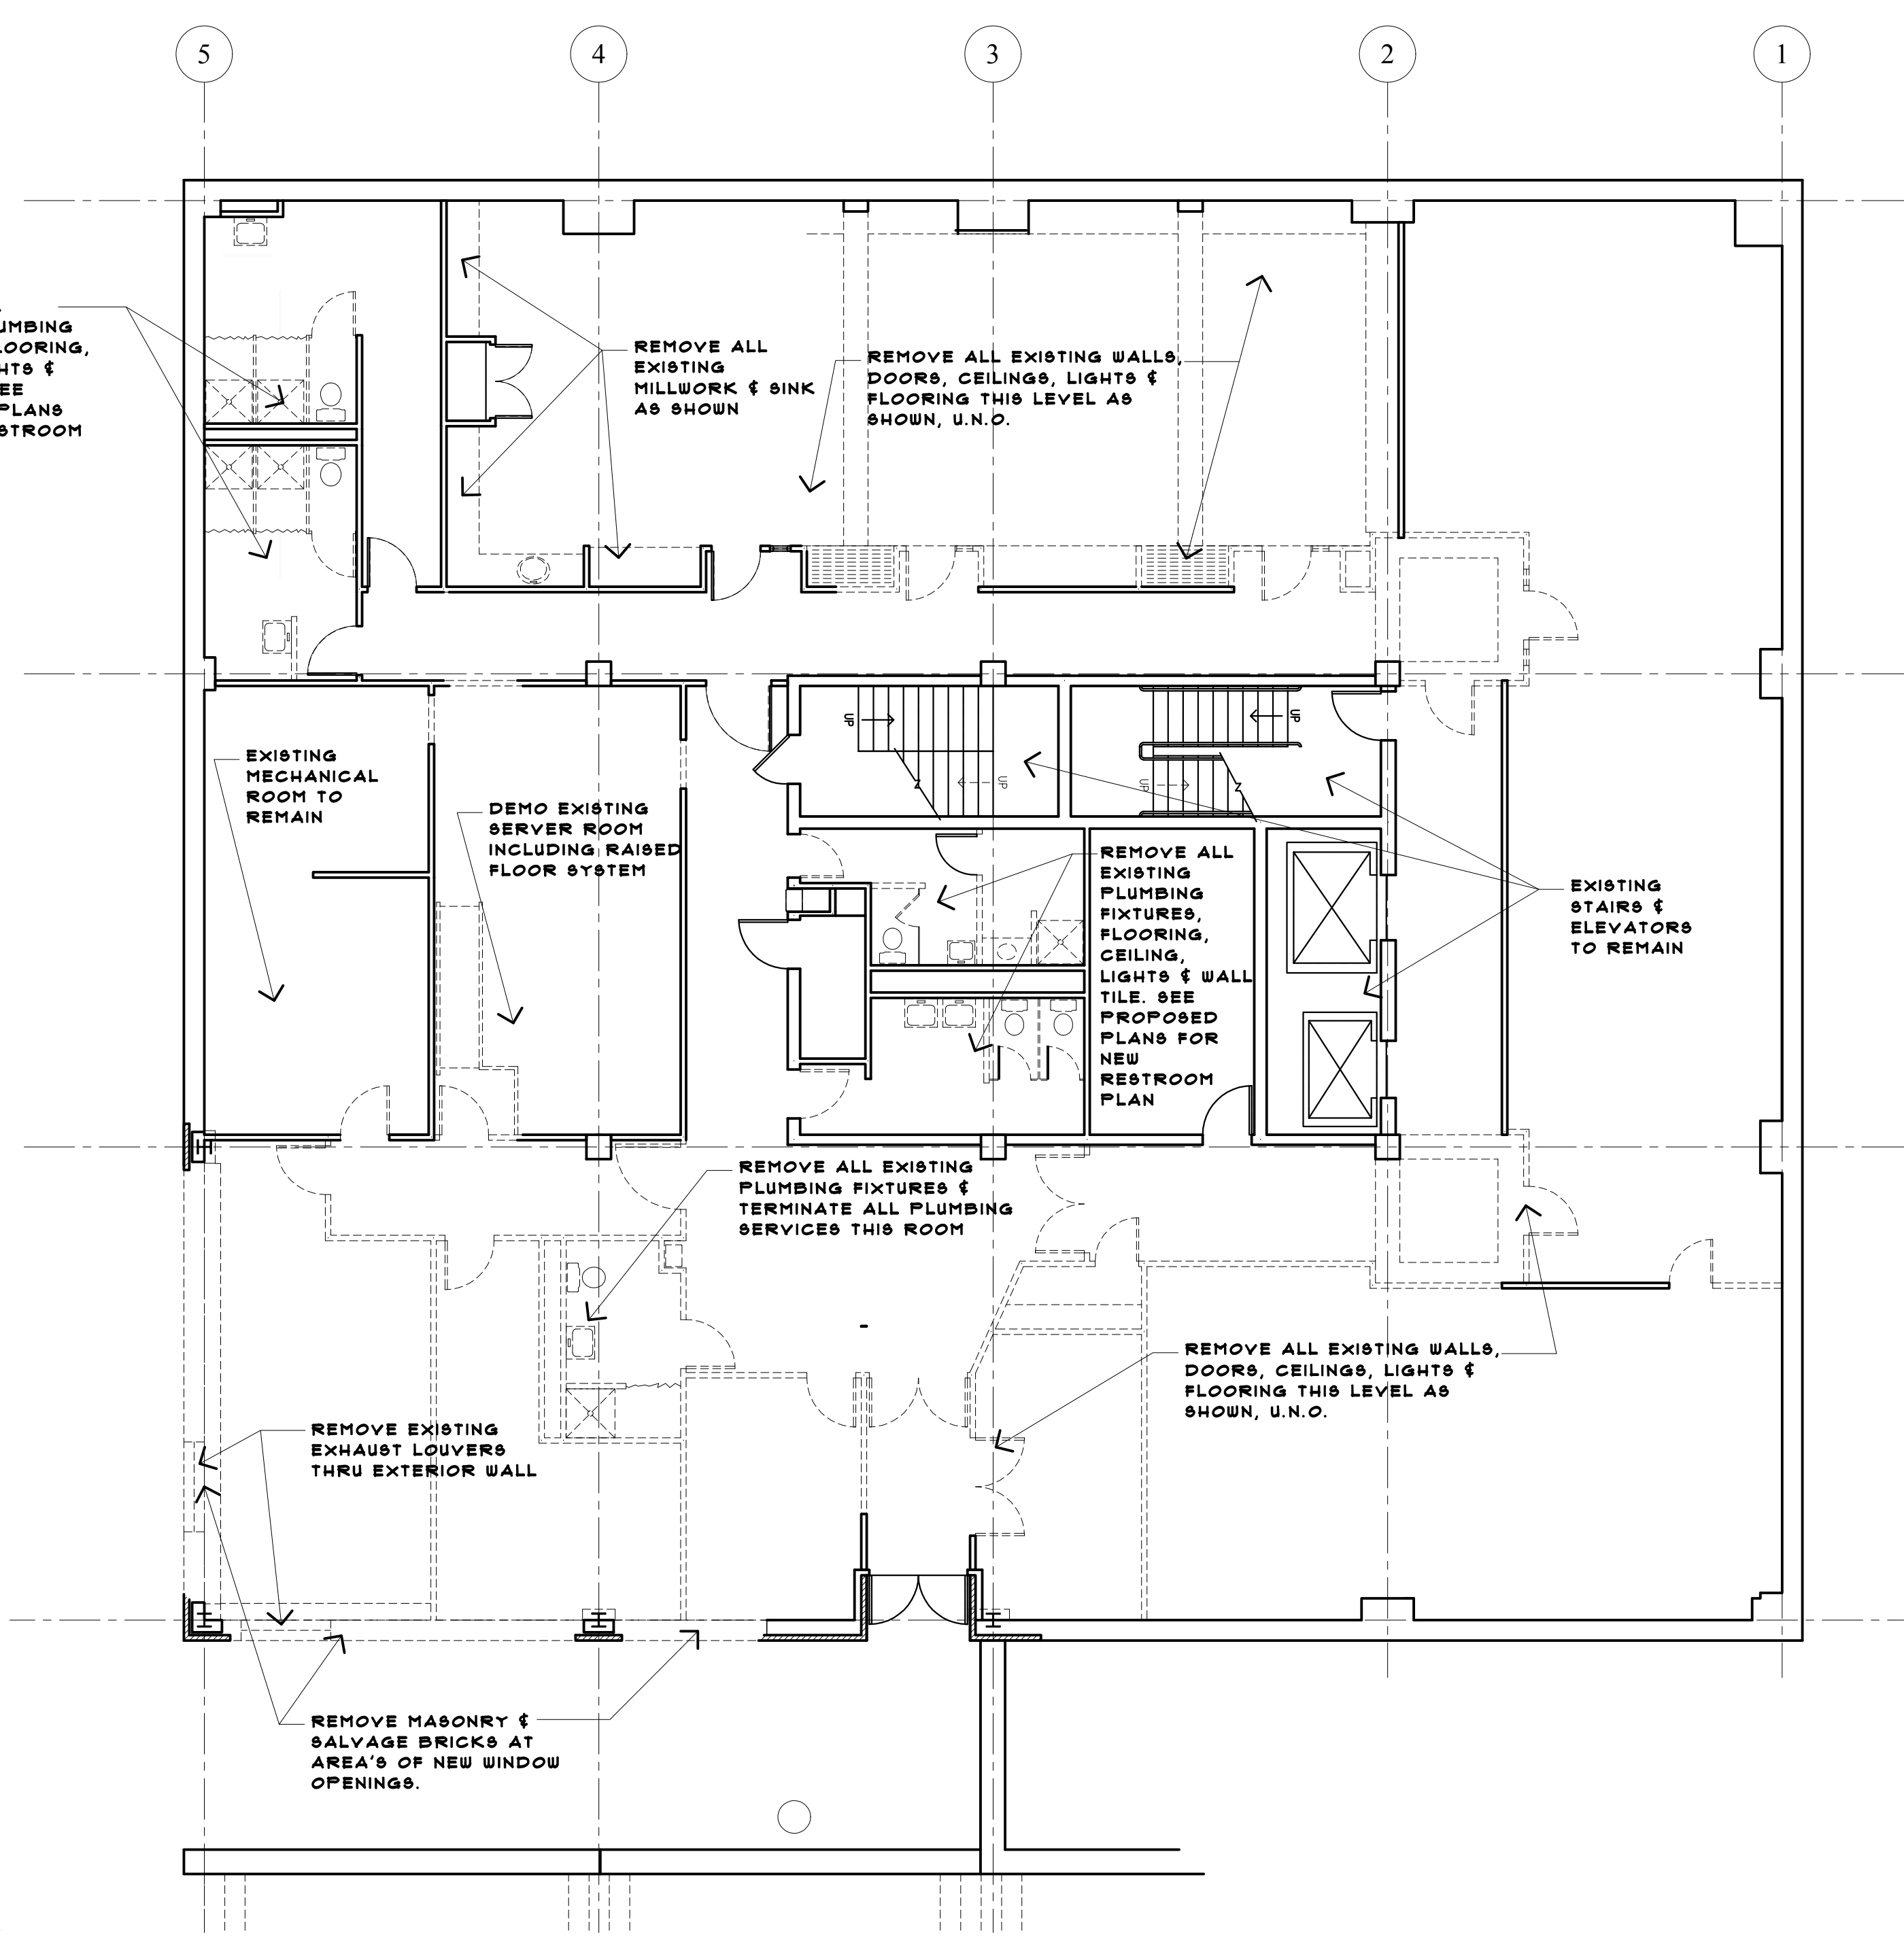 5
4
3
2
1
UMBING
LOORING,
HTS &
EE
PLANS
STROOM
REMOVE ALL
EXISTING
MILLWORK & SINK
AS SHOWN
REMOVE ALL EXISTING WALLS,
DOORS, CEILINGS, LIGHTS &
FLOORING THIS LEVEL AS
SHOWN, U.N.O.
UP
UP
UP
UP
EXISTING
MECHANICAL
ROOM TO
REMAIN
DEMO EXISTING
SERVER ROOM
INCLUDING RAISED
FLOOR SYSTEM
REMOVE ALL
EXISTING
PLUMBING
FIXTURES,
FLOORING,
CEILING,
LIGHTS & WALL
TILE. SEE
PROPOSED
PLANS FOR
NEW
RESTROOM
PLAN
EXISTING
STAIRS &
ELEVATORS
TO REMAIN
REMOVE ALL EXISTING
PLUMBING FIXTURES &
TERMINATE ALL PLUMBING
SERVICES THIS ROOM
REMOVE ALL EXISTING WALLS,
DOORS, CEILINGS, LIGHTS &
FLOORING THIS LEVEL AS
SHOWN, U.N.O.
REMOVE EXISTING
EXHAUST LOUVERS
THRU EXTERIOR WALL
REMOVE MASONRY &
SALVAGE BRICKS AT
AREA'S OF NEW WINDOW
OPENINGS.